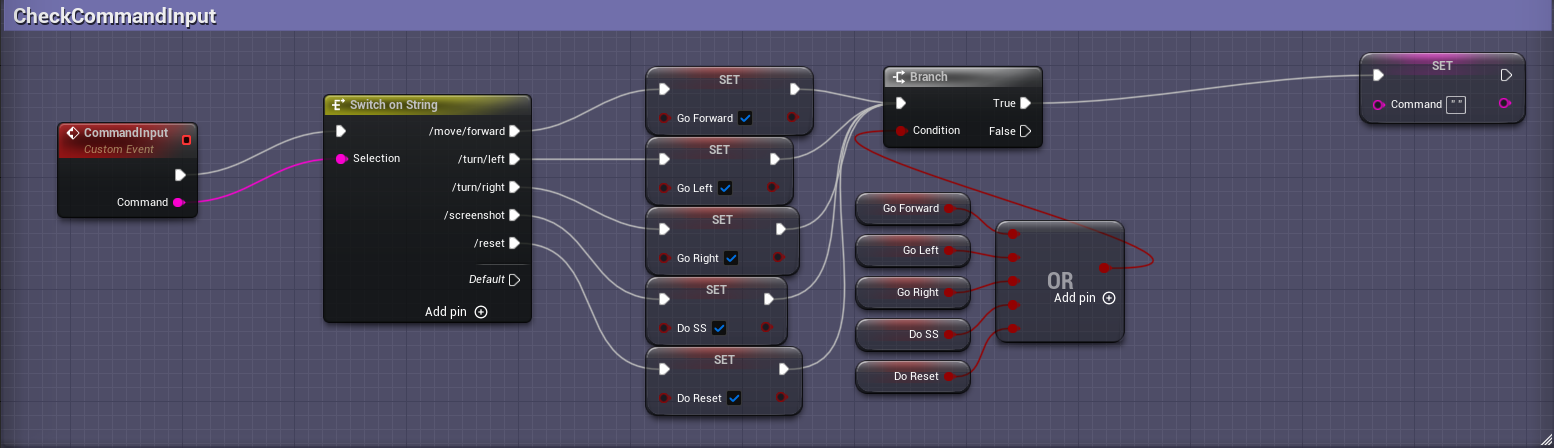 CheckCommandInput
CommandInput
Custom Event
Command
Switch on String
Selection
/move/forward
/turn/left
/turn/right
/screenshot
/reset
Default
Add pin
SET
Go Forward
SET
Go Left
SET
Go Right
SET
Do SS
SET
Do Reset
Branch
Condition
True
False
Go Forward
Go Left
Go Right
Do SS
Do Reset
OR
Add pin
SET
Command " "